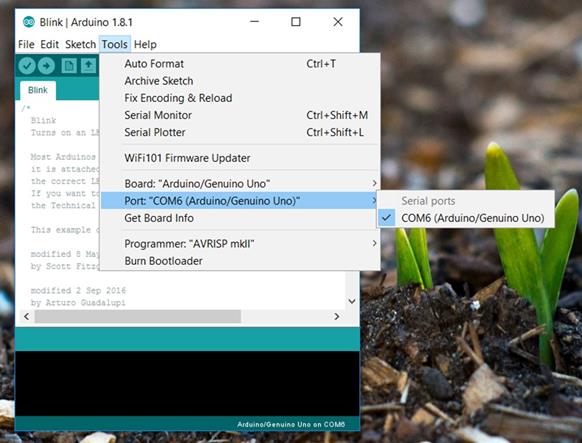 Blink | Arduino 1.8.1
File Edit Sketch Tools Help
Blink
/*
Blink
Turns on an L
Most Arduinos
it is attache
the correct L
If you want t
the Technical
This example
modified 8 May
by Scott Fitz
modified 2 Sep 2016
by Arturo Guadalupi
Auto Format Ctrl+T
Archive Sketch
Fix Encoding & Reload
Serial Monitor Ctrl+Shift+M
Serial Plotter Ctrl+Shift+L
WiFi101 Firmware Updater
Board: "Arduino/Genuino Uno"
Port: "COM6 (Arduino/Genuino Uno)"
Get Board Info
Programmer: "AVRISP mkII"
Burn Bootloader
Serial ports
COM6 (Arduino/Genuino Uno)
Arduino/Genuino Uno on COM6